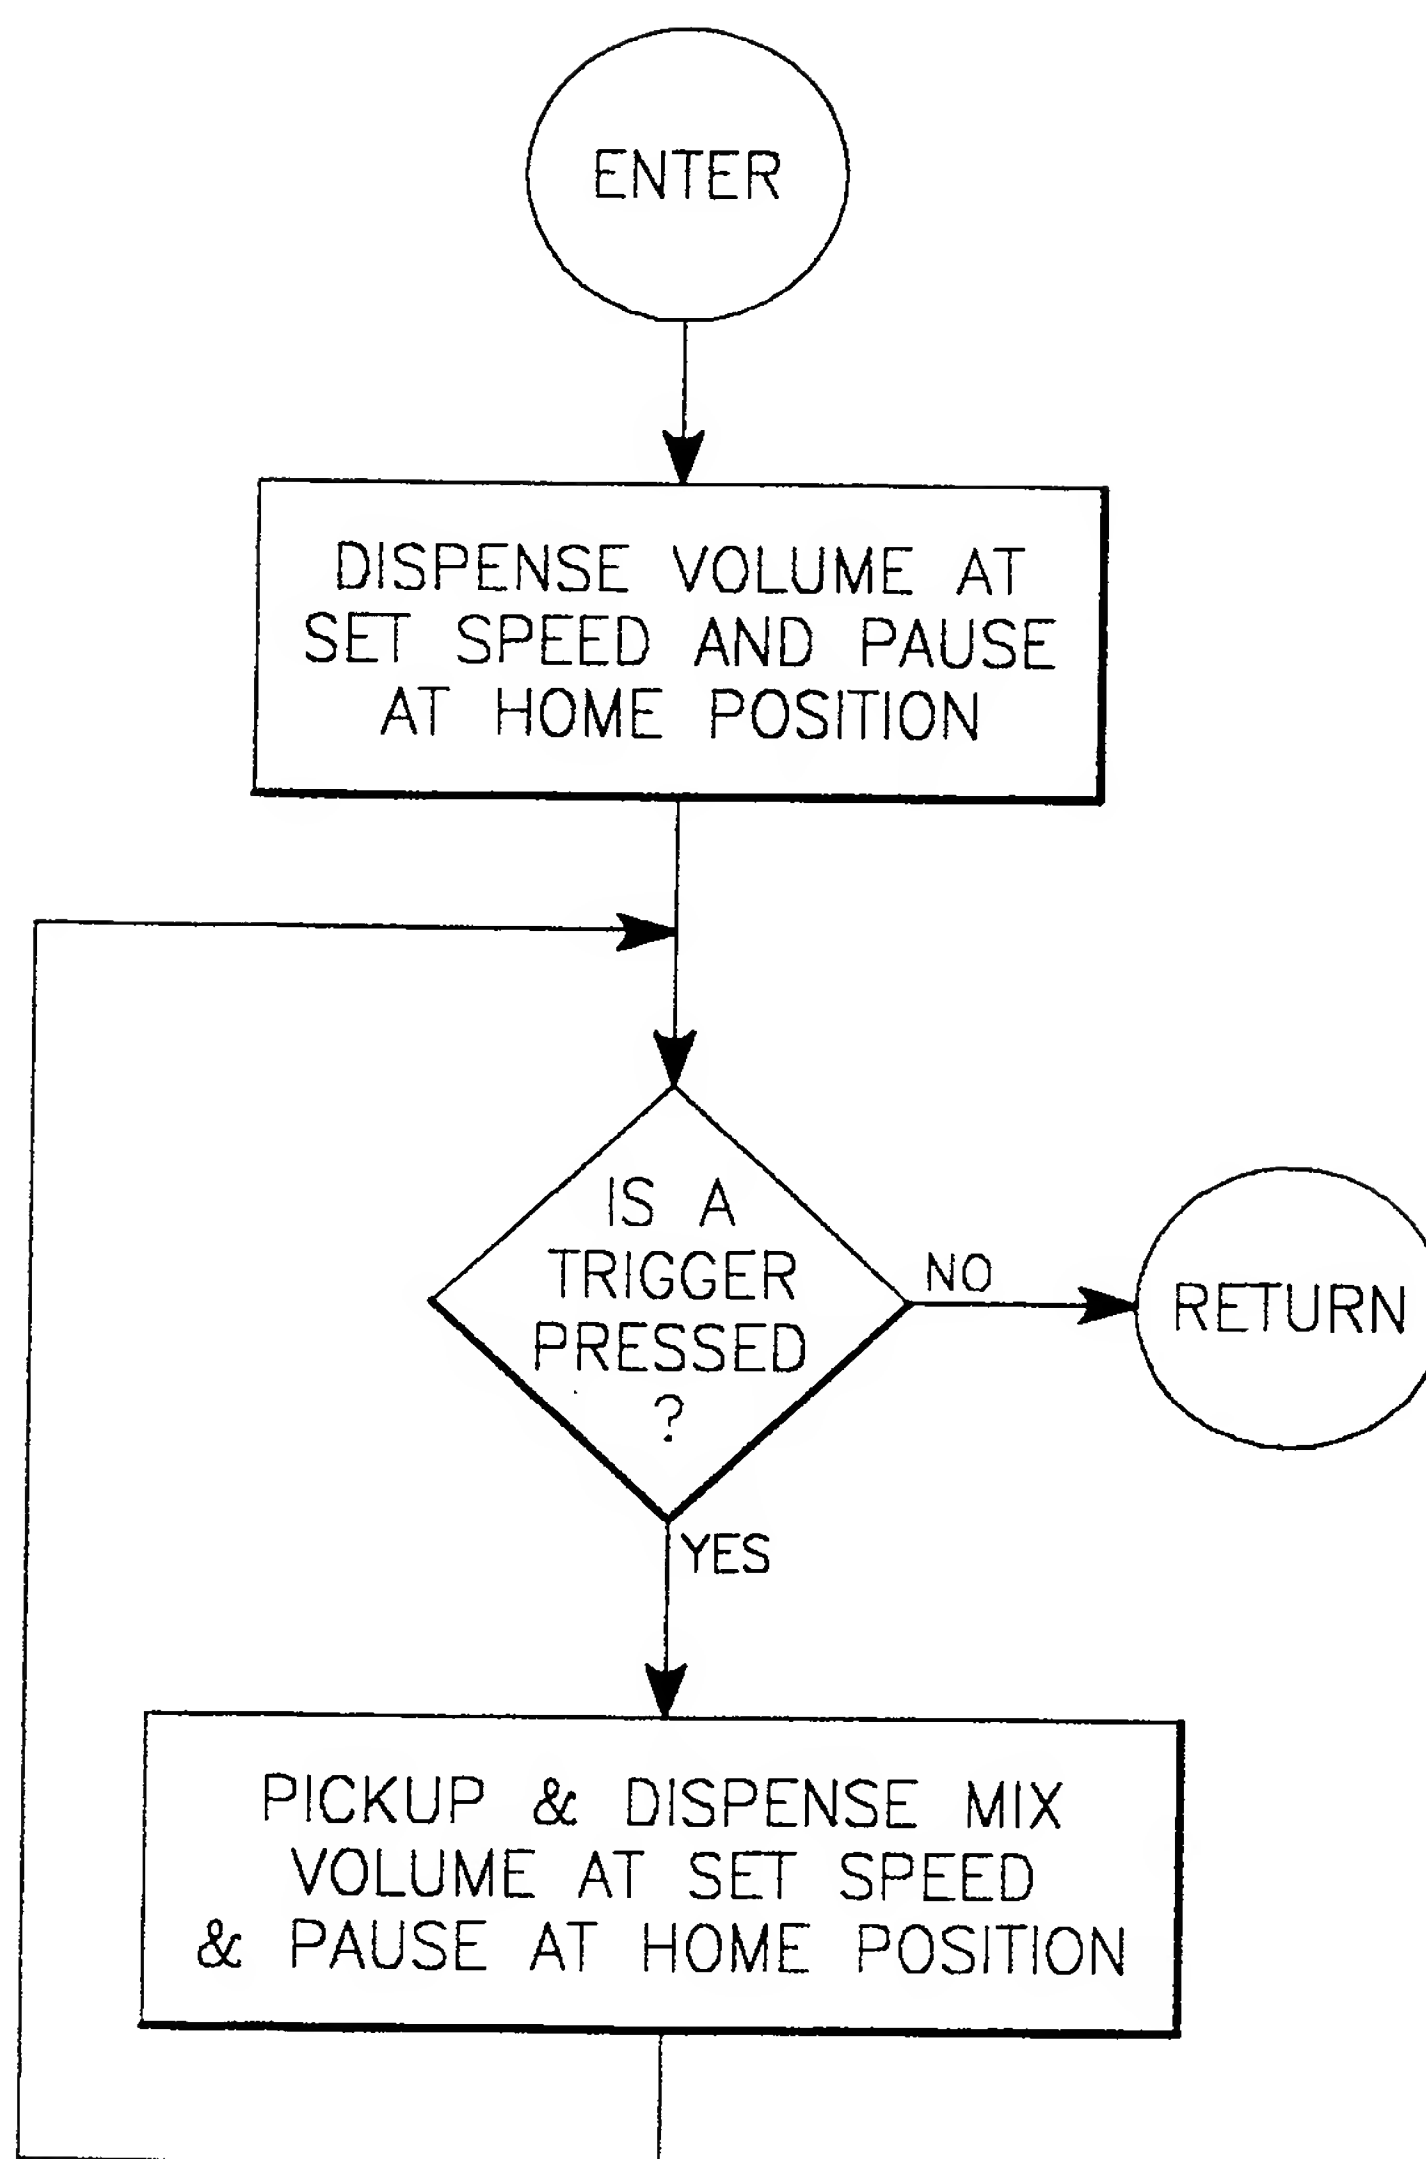 ENTER
DISPENSE VOLUME AT
SET SPEED AND PAUSE
AT HOME POSITION
IS A
TRIGGER
PRESSED
?
NO
RETURN
YES
PICKUP & DISPENSE MIX
VOLUME AT SET SPEED
& PAUSE AT HOME POSITION